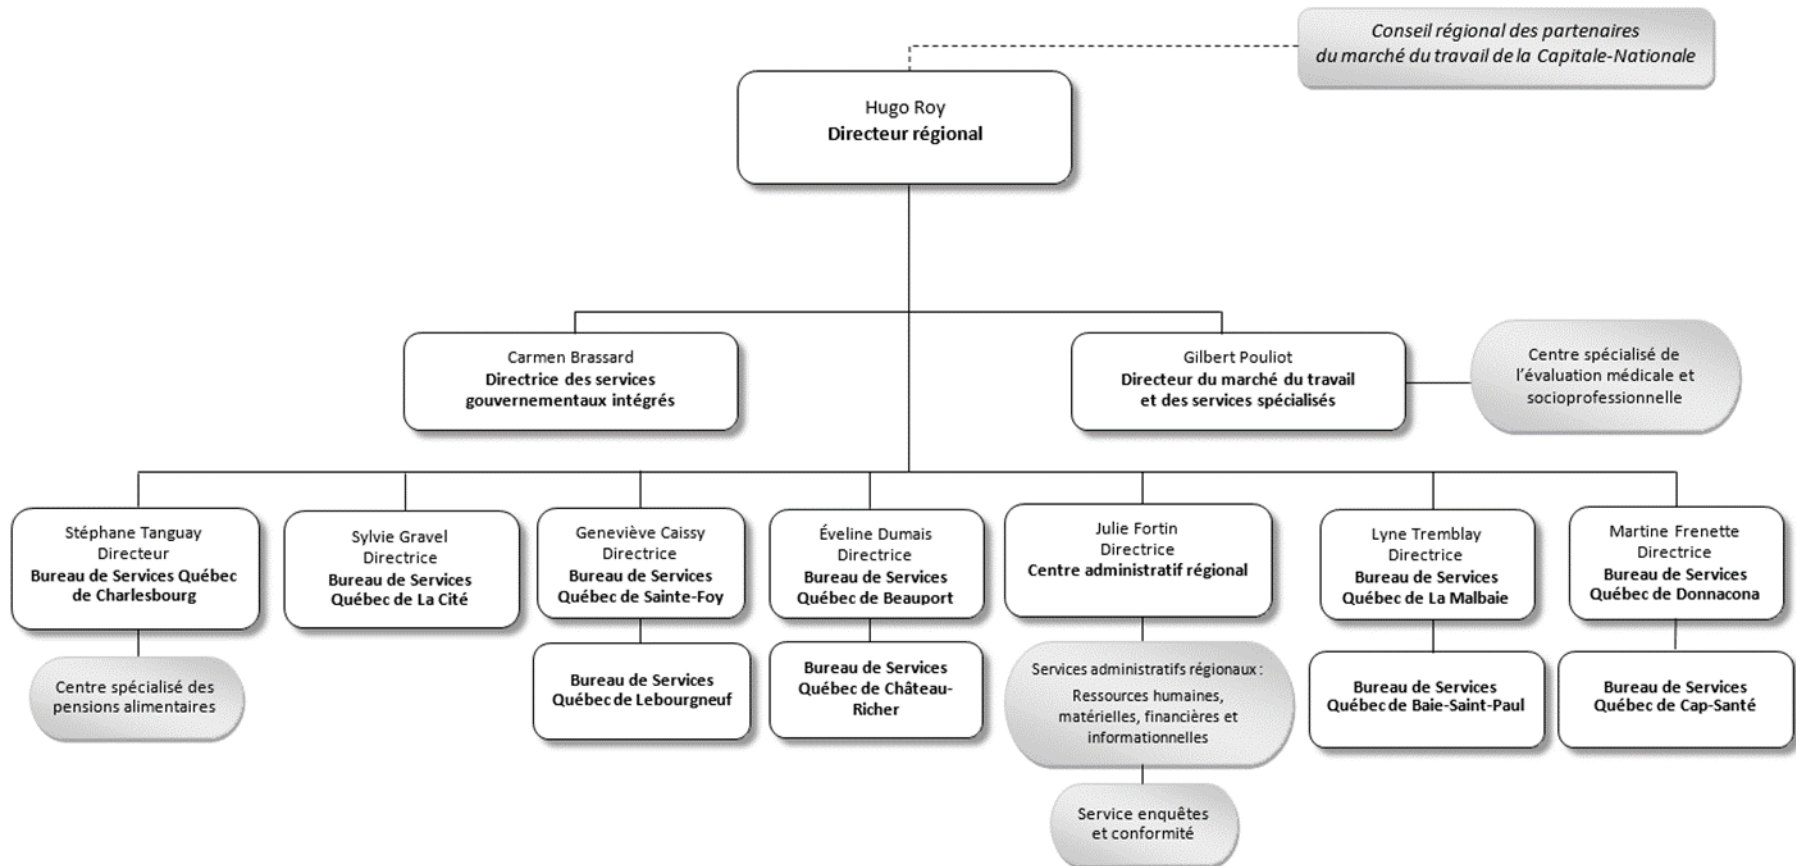 Conseil régional des partenaires
du marché du travail de la Capitale-Nationale
Hugo Roy
Directeur régional
Carmen Brassard
Directrice des services
gouvernementaux intégrés
Gilbert Pouliot
Directeur du marché du travail
et des services spécialisés
Centre spécialisé de
l'évaluation médicale et
socioprofessionnelle
Stéphane Tanguay
Directeur
Bureau de Services Québec
de Charlesbourg
Sylvie Gravel
Directrice
Bureau de Services
Québec de La Cité
Geneviève Caissy
Directrice
Bureau de Services
Québec de Sainte-Foy
Éveline Dumais
Directrice
Bureau de Services
Québec de Beauport
Julie Fortin
Directrice
Centre administratif régional
Lyne Tremblay
Directrice
Bureau de Services
Québec de La Malbaie
Martine Frenette
Directrice
Bureau de Services
Québec de Donnacona
Centre spécialisé des
pensions alimentaires
Bureau de Services
Québec de Lebourgneuf
Bureau de Services
Québec de Château-
Richer
Services administratifs régionaux :
Ressources humaines,
matérielles, financières et
informationnelles
Bureau de Services
Québec de Baie-Saint-Paul
Bureau de Services
Québec de Cap-Santé
Service enquêtes
et conformité